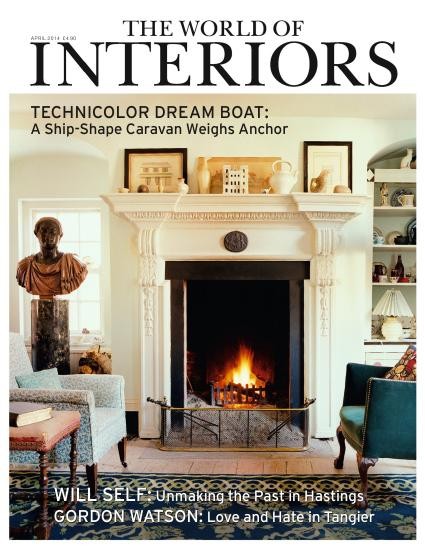 THE WORLD OF
APRIL 2014 £4.90
INTERIORS
TECHNICOLOR DREAM BOAT:
A Ship-Shape Caravan Weighs Anchor
WILL SELF: Unmaking the Past in Hastings
GORDON WATSON: Love and Hate in Tangier